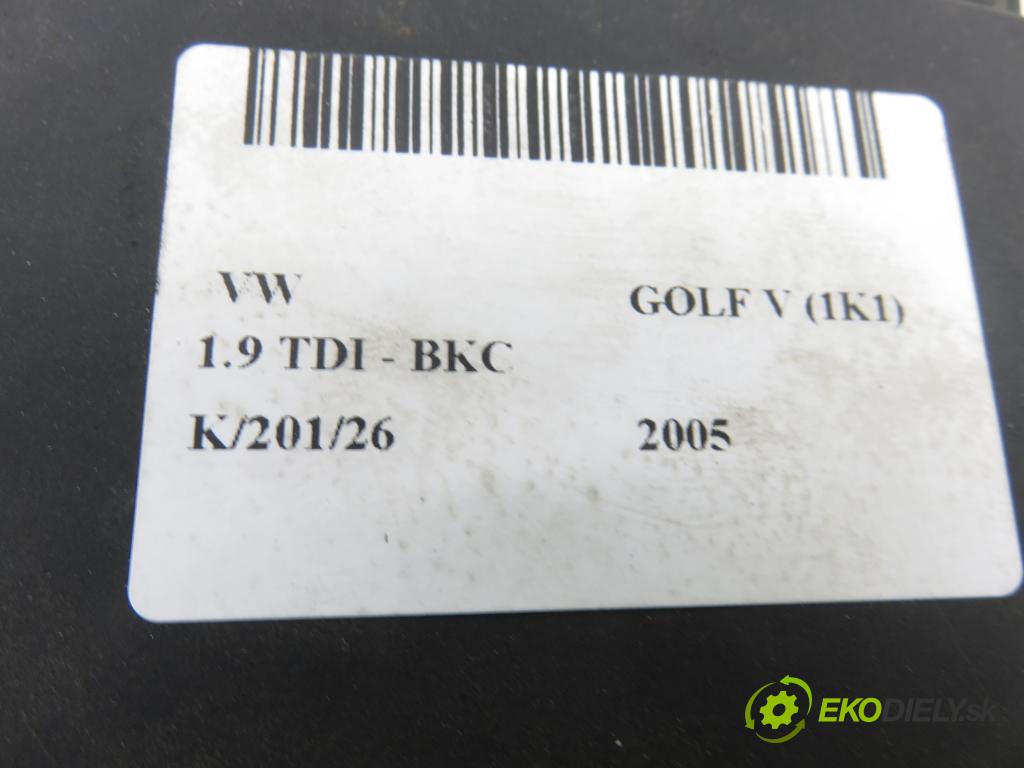 VW GOLF V (1K1)
1.9 TDI - BKC
K/201/26 2005
EKODIELY.sk